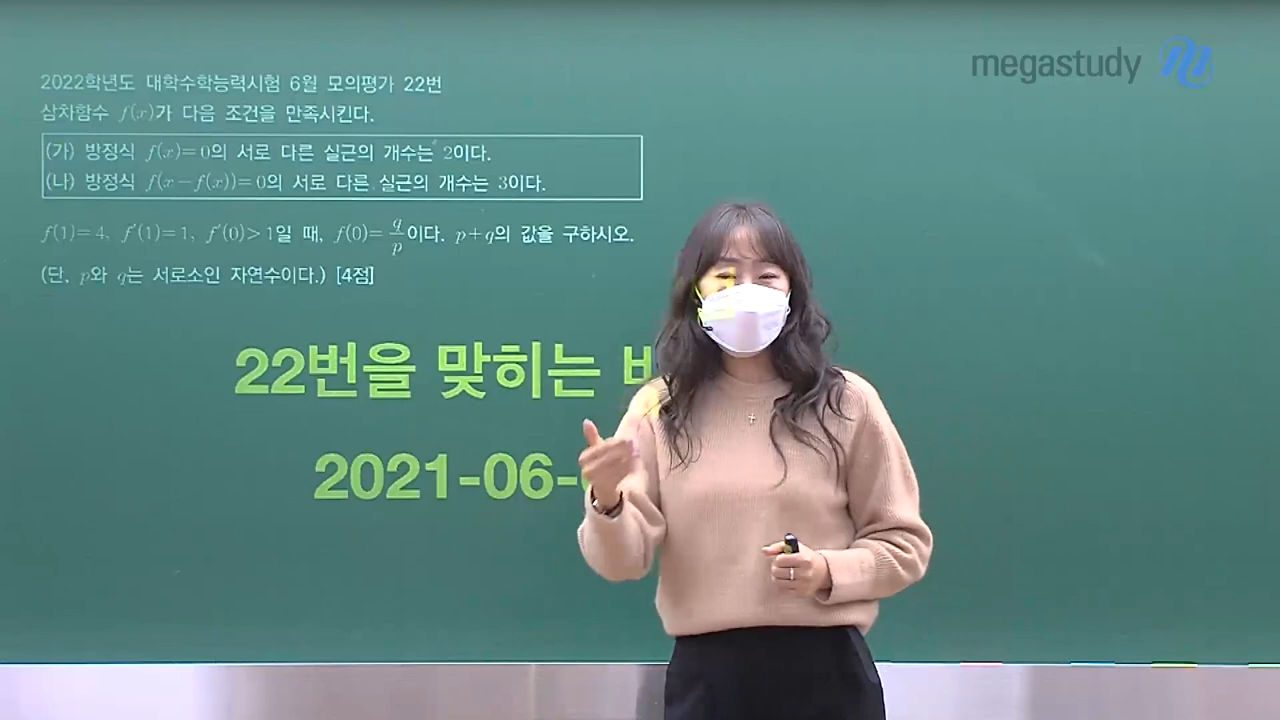 megastudy
2022학년도 대학수학능력시험 6월 모의평가 22번
삼차함수 f(x)가 다음 조건을 만족시킨다.
(가) 방정식 f(x)=0의 서로 다른 실근의 개수는 2이다.
(나) 방정식 f(x-f(x))=0의 서로 다른 실근의 개수는 3이다.
f(1)=4, f'(1)=1, f'(0)>1일 때, f(0)=q/p이다. p+q의 값을 구하시오.
(단, p와 q는 서로소인 자연수이다.) [4점]
22번을 맞히는
2021-06-